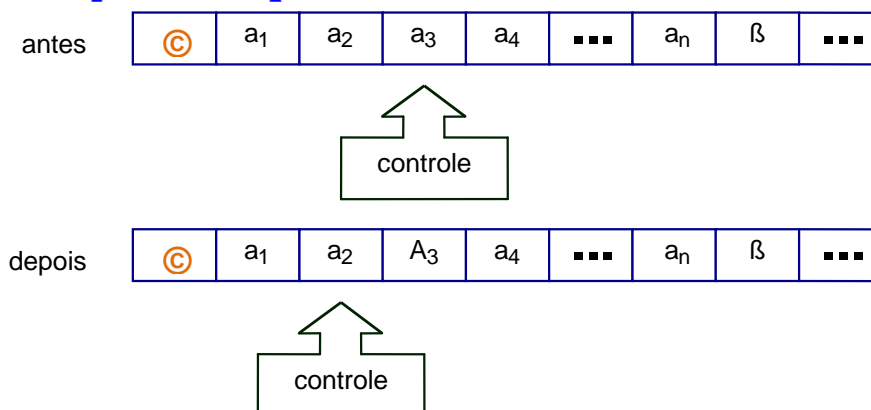 antes © a₁ a₂ a₃ a₄ ... aₙ ß ...
controle
depois © a₁ a₂ A₃ a₄ ... aₙ ß ...
controle